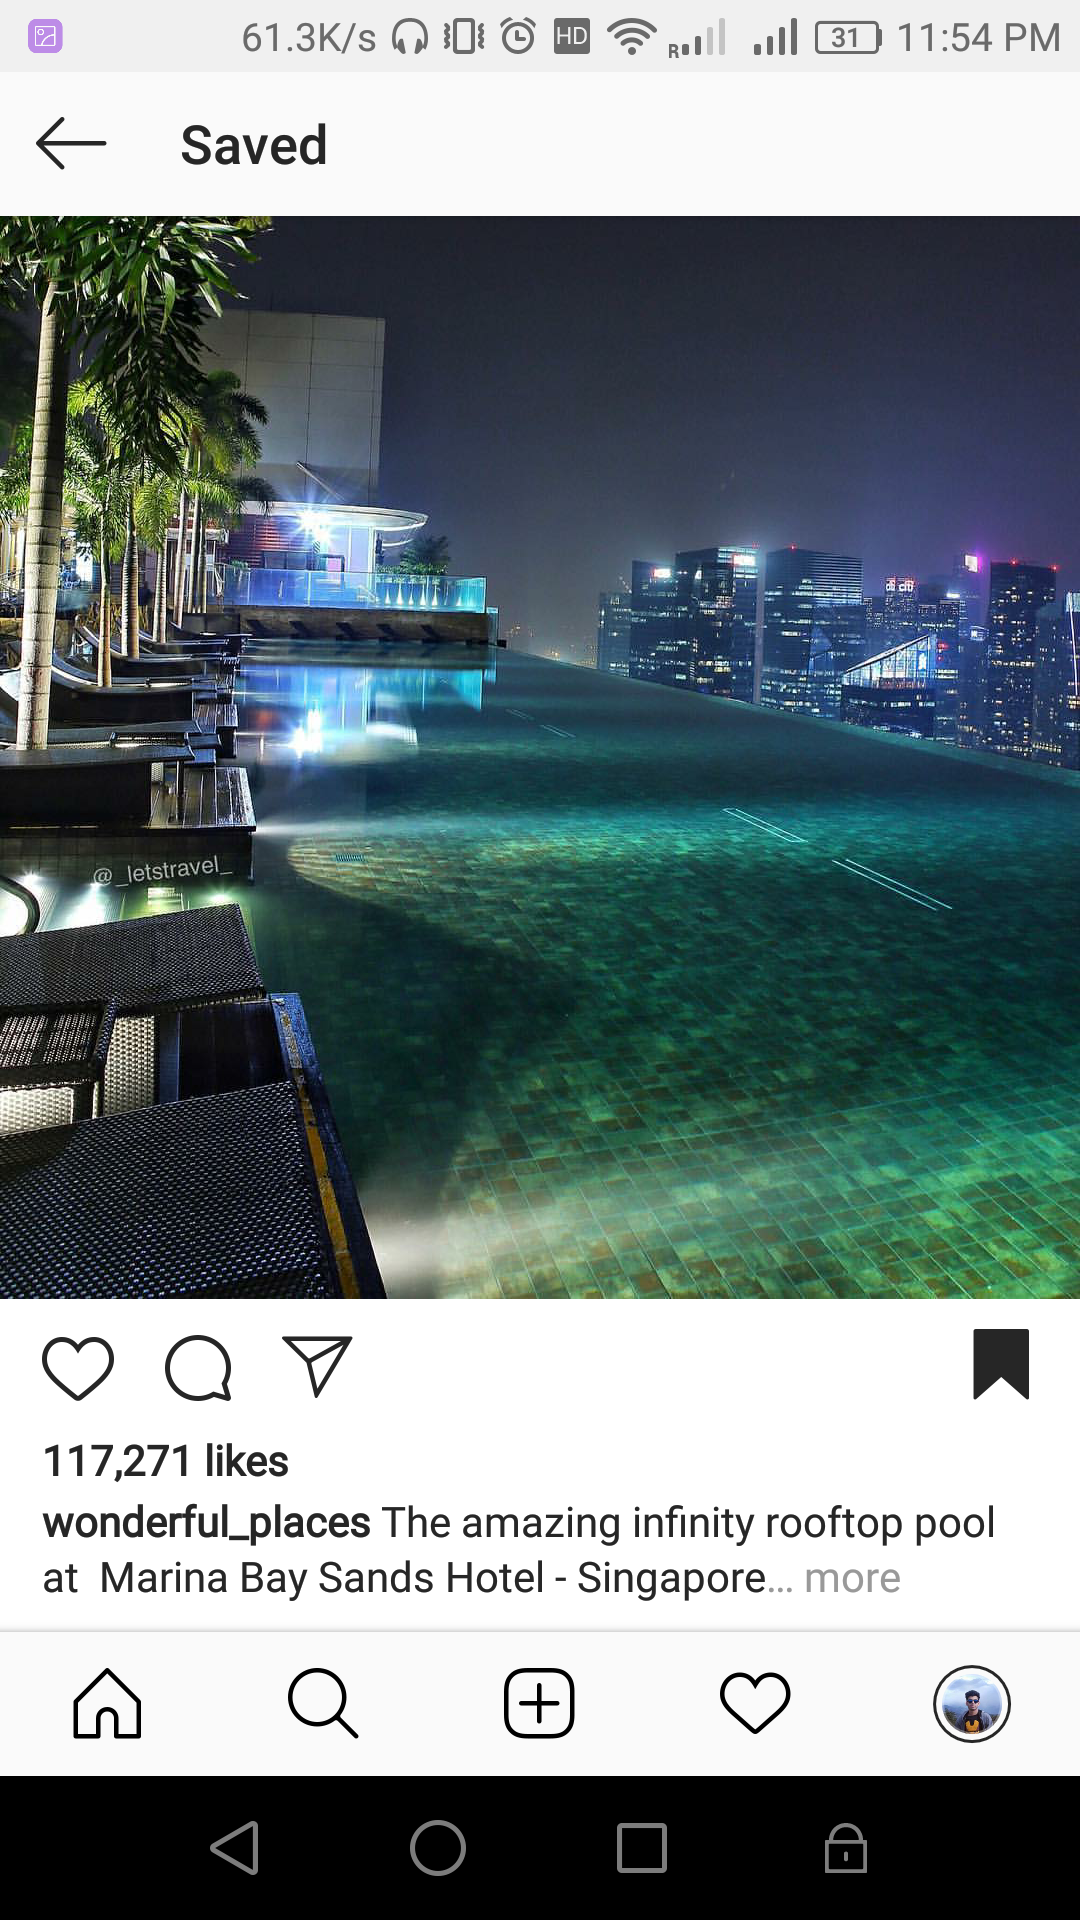 61.3K/s HD R 31 11:54 PM
Saved
citi
@_letstravel_
117,271 likes
wonderful_places The amazing infinity rooftop pool
at Marina Bay Sands Hotel - Singapore... more